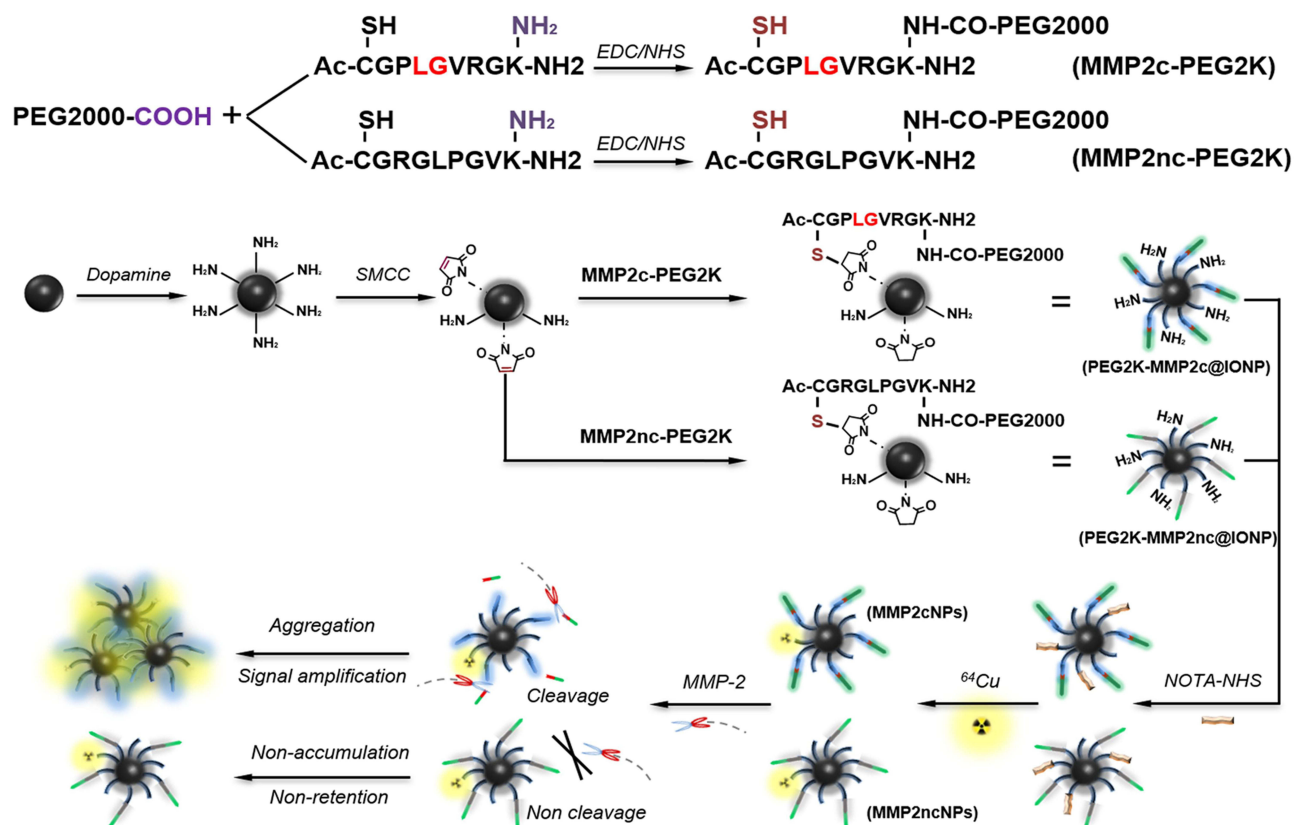 SH
NH₂
NH-CO-PEG2000
Ac-CGPLGVRGK-NH2
EDC/NHS
SH
Ac-CGPLGVRGK-NH2
(MMP2c-PEG2K)
PEG2000-COOH +
SH
NH₂
EDC/NHS
SH
NH-CO-PEG2000
Ac-CGRGLPGVK-NH2
Ac-CGRGLPGVK-NH2
(MMP2nc-PEG2K)
Dopamine
NH₂
H₂N
NH₂
H₂N
NH₂
NH₂
SMCC
O
N
O
H₂N
NH₂
N
O
O
MMP2c-PEG2K
Ac-CGPLGVRGK-NH2
S
O
NH-CO-PEG2000
N
O
H₂N
NH₂
N
O
O
=
H₂N
NH₂
H₂N
NH₂
NH₂
(PEG2K-MMP2c@IONP)
MMP2nc-PEG2K
Ac-CGRGLPGVK-NH2
S
O
NH-CO-PEG2000
N
O
H₂N
NH₂
N
O
O
=
H₂N
NH₂
H₂N
NH₂
NH₂
(PEG2K-MMP2nc@IONP)
NOTA-NHS
⁶⁴Cu
(MMP2cNPs)
(MMP2ncNPs)
MMP-2
Cleavage
Non cleavage
Aggregation
Signal amplification
Non-accumulation
Non-retention